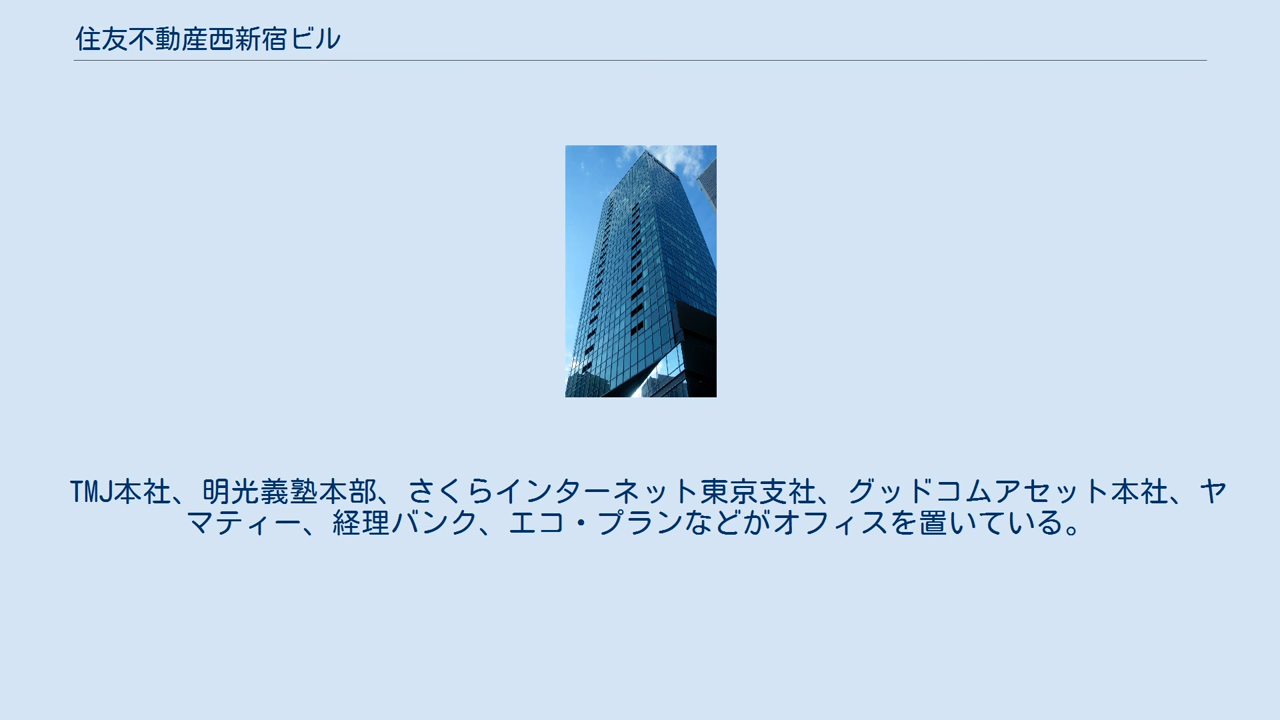 住友不動産西新宿ビル
TMJ本社、明光義塾本部、さくらインターネット東京支社、グッドコムアセット本社、ヤ
マティー、経理バンク、エコ・プランなどがオフィスを置いている。